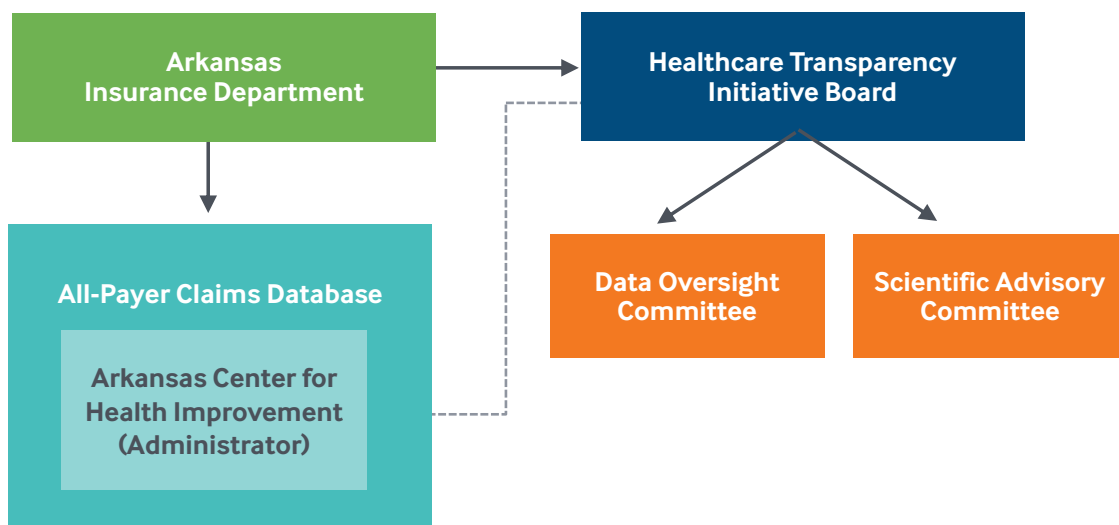 Arkansas
Insurance Department
Healthcare Transparency
Initiative Board
All-Payer Claims Database
Arkansas Center for
Health Improvement
(Administrator)
Data Oversight
Committee
Scientific Advisory
Committee